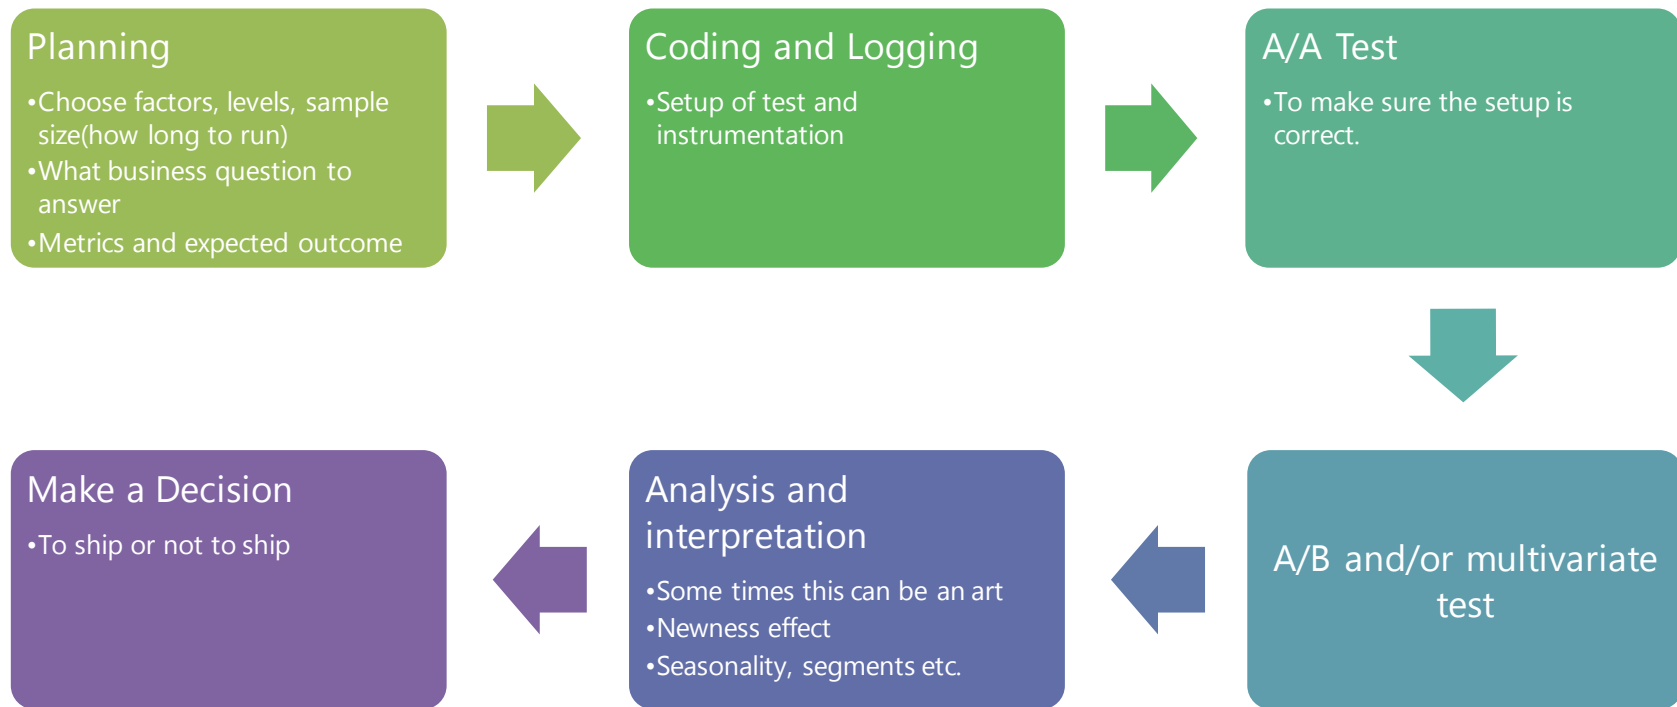 Planning
•Choose factors, levels, sample
size(how long to run)
•What business question to
answer
•Metrics and expected outcome
Coding and Logging
•Setup of test and
instrumentation
A/A Test
•To make sure the setup is
correct.
A/B and/or multivariate
test
Analysis and
interpretation
•Some times this can be an art
•Newness effect
•Seasonality, segments etc.
Make a Decision
•To ship or not to ship